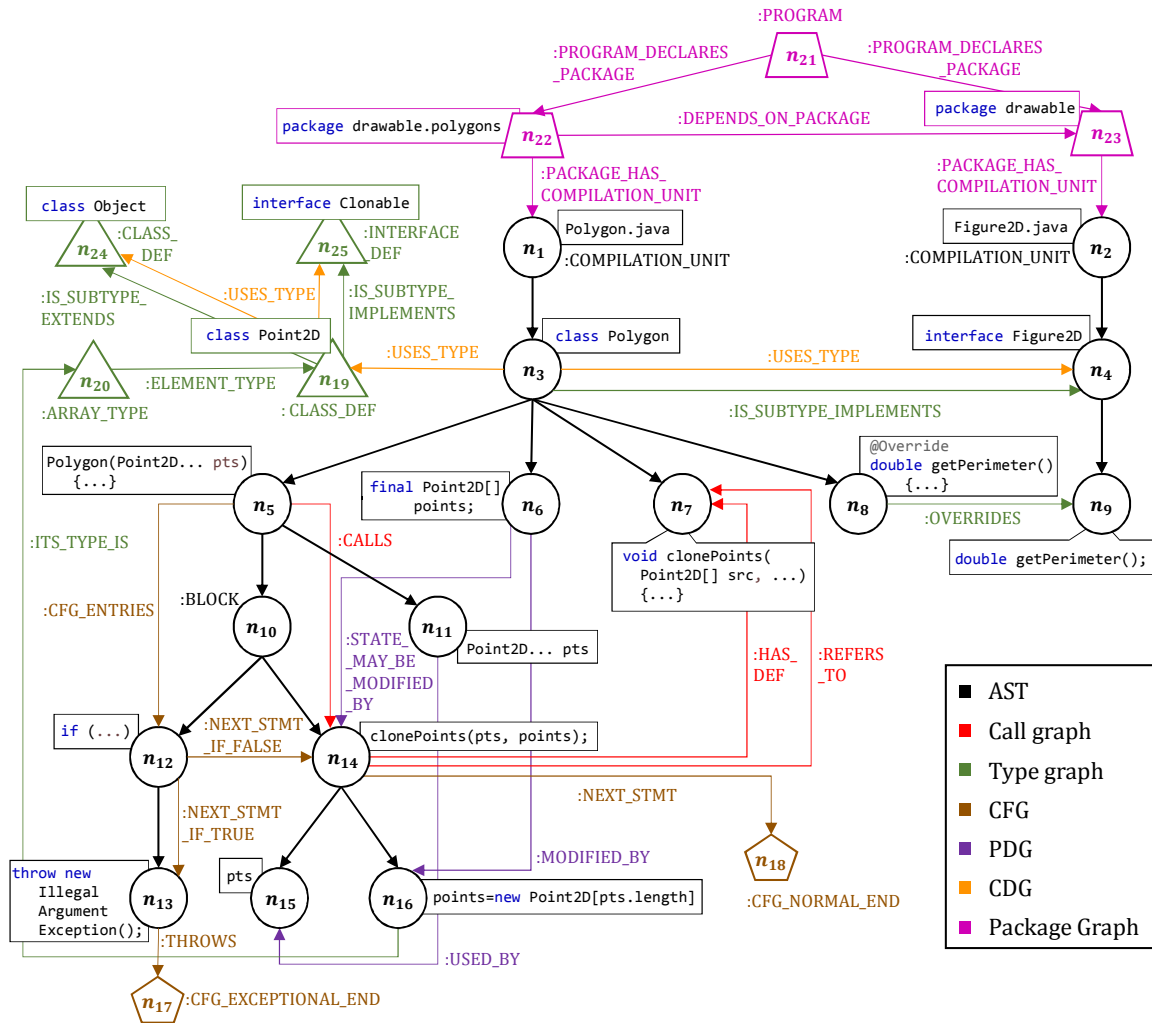 :PROGRAM
n21
:PROGRAM_DECLARES
_PACKAGE
:PROGRAM_DECLARES
_PACKAGE
package drawable.polygons
n22
:DEPENDS_ON_PACKAGE
package drawable
n23
:PACKAGE_HAS_
COMPILATION_UNIT
:PACKAGE_HAS_
COMPILATION_UNIT
class Object
n24
:CLASS_
DEF
interface Clonable
n25
:INTERFACE
_DEF
n1
Polygon.java
:COMPILATION_UNIT
Figure2D.java
n2
:COMPILATION_UNIT
:IS_SUBTYPE_
EXTENDS
:USES_TYPE
:IS_SUBTYPE_
IMPLEMENTS
class Point2D
n19
: CLASS_DEF
n20
:ARRAY_TYPE
:ELEMENT_TYPE
:USES_TYPE
class Polygon
n3
:USES_TYPE
:IS_SUBTYPE_IMPLEMENTS
interface Figure2D
n4
Polygon(Point2D... pts)
{...}
n5
final Point2D[]
points;
n6
n7
void clonePoints(
Point2D[] src, ...)
{...}
@Override
double getPerimeter()
{...}
n8
:OVERRIDES
n9
double getPerimeter();
:ITS_TYPE_IS
:CALLS
:CFG_ENTRIES
:BLOCK
n10
n11
Point2D... pts
:STATE_
_MAY_BE
_MODIFIED
_BY
:HAS_
DEF
:REFERS
_TO
if (...)
n12
:NEXT_STMT
_IF_FALSE
n14
clonePoints(pts, points);
:NEXT_STMT
_IF_TRUE
:NEXT_STMT
n18
:CFG_NORMAL_END
throw new
Illegal
Argument
Exception();
n13
pts
n15
n16
points=new Point2D[pts.length]
:MODIFIED_BY
:THROWS
:USED_BY
n17
:CFG_EXCEPTIONAL_END
AST
Call graph
Type graph
CFG
PDG
CDG
Package Graph